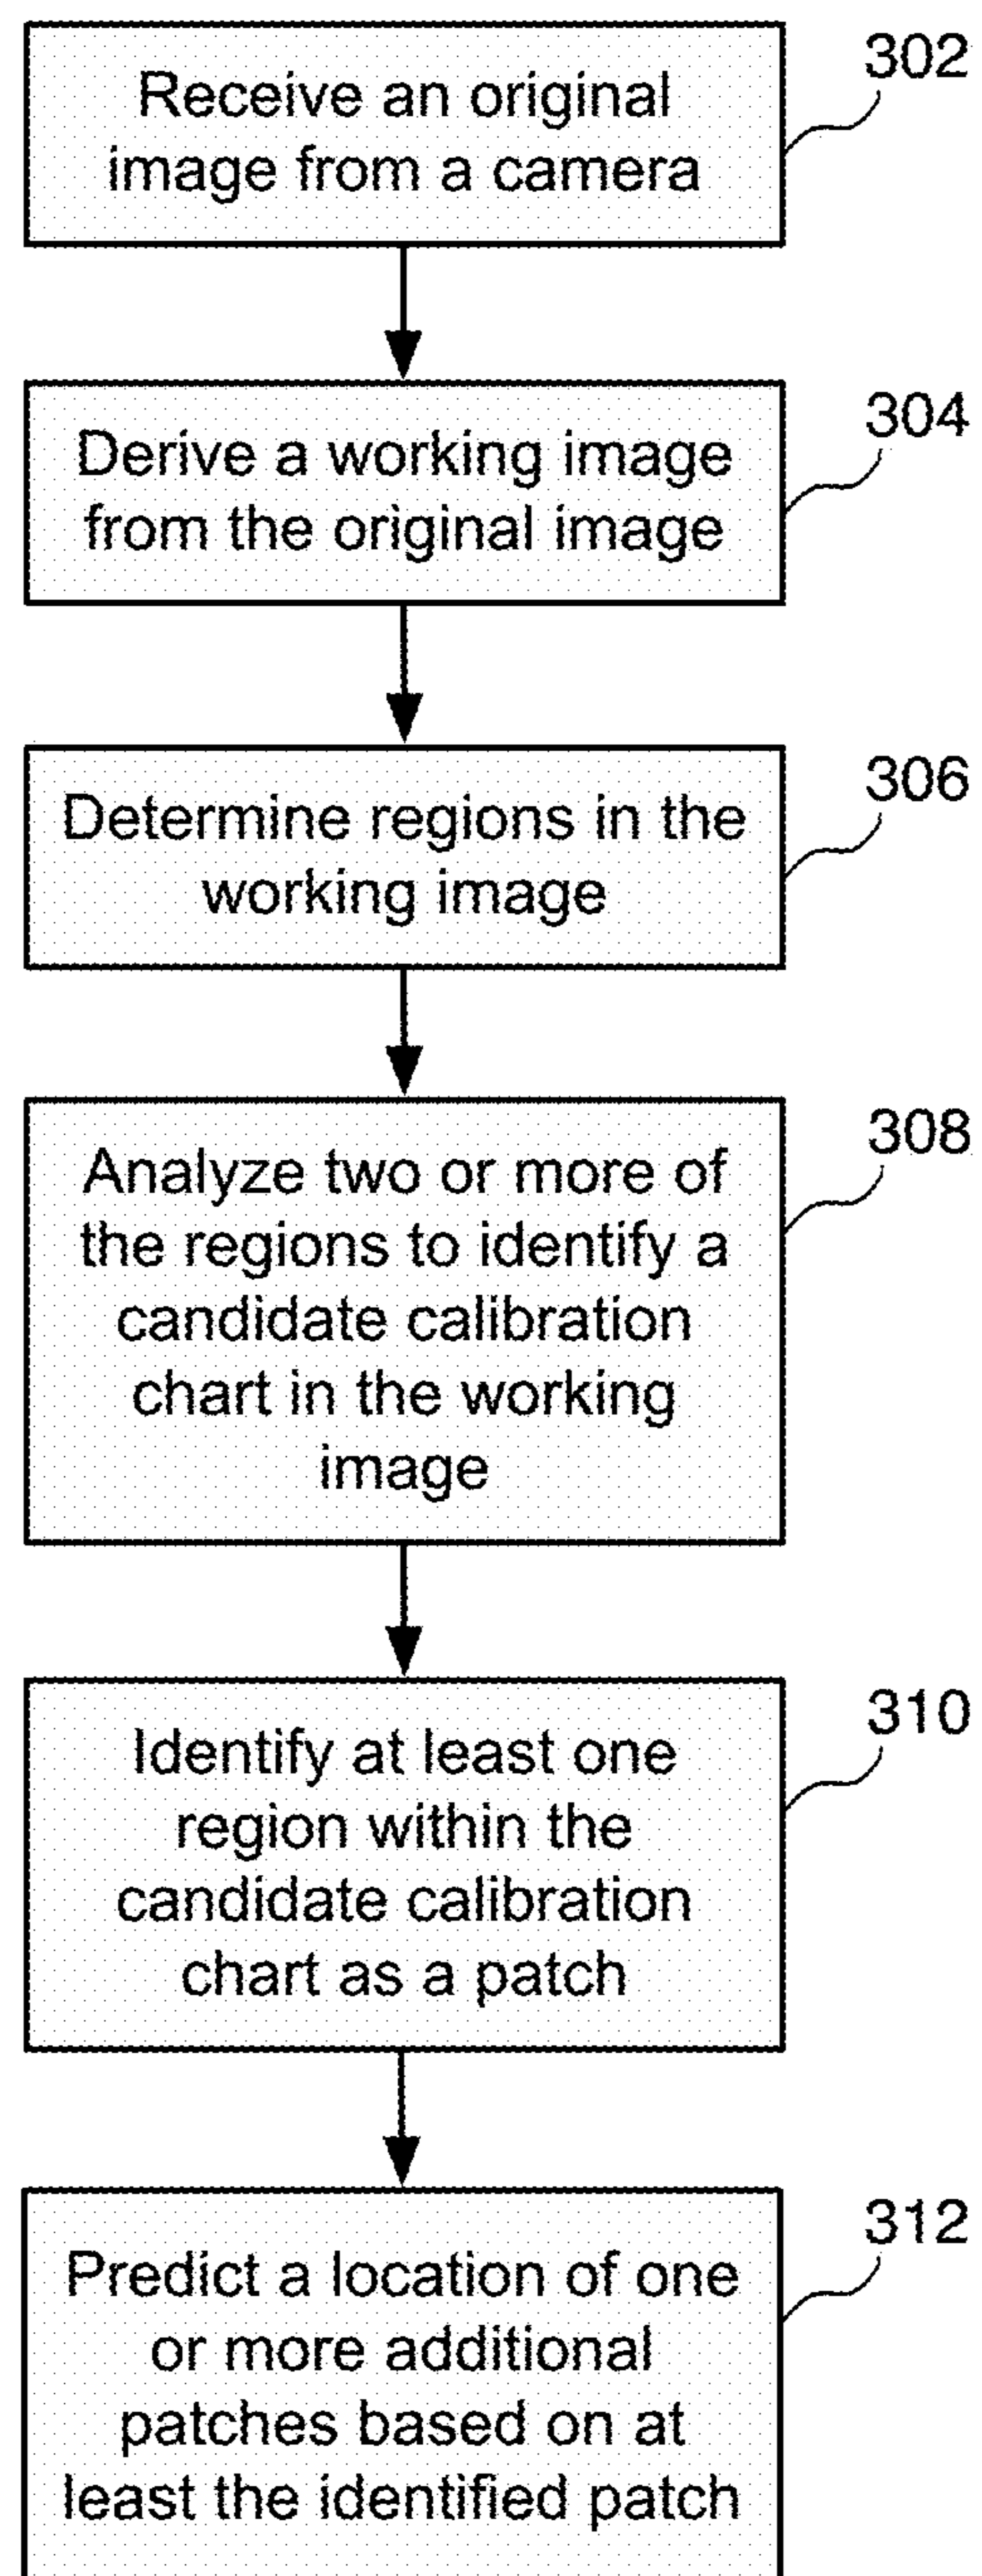 302
Receive an original
image from a camera
304
Derive a working image
from the original image
306
Determine regions in the
working image
308
Analyze two or more of
the regions to identify a
candidate calibration
chart in the working
image
310
Identify at least one
region within the
candidate calibration
chart as a patch
312
Predict a location of one
or more additional
patches based on at
least the identified patch